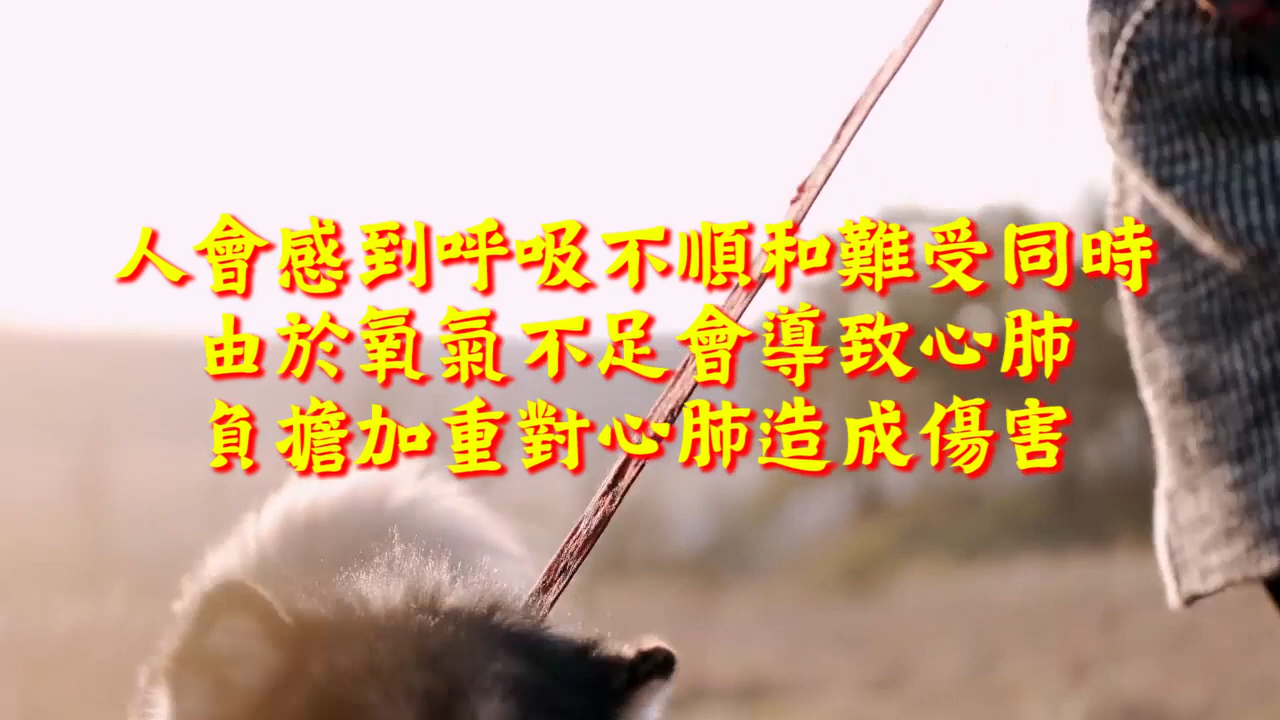 人會感到呼吸不順和難受同時
由於氧氣不足會導致心肺
負擔加重對心肺造成傷害